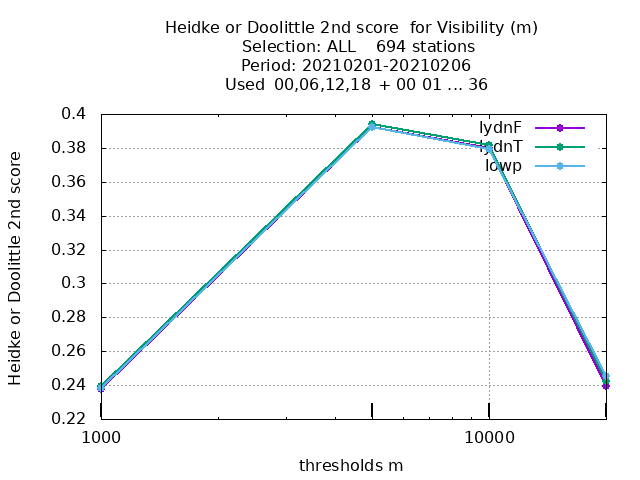 Heidke or Doolittle 2nd score  for Visibility (m)
Selection: ALL    694 stations
Period: 20210201-20210206
Used  00,06,12,18  + 00 01 ... 36
0.4
0.38
0.36
0.34
0.32
0.3
0.28
0.26
0.24
0.22
Heidke or Doolittle 2nd score
lydnF
lydnT
lowp
1000
10000
thresholds m